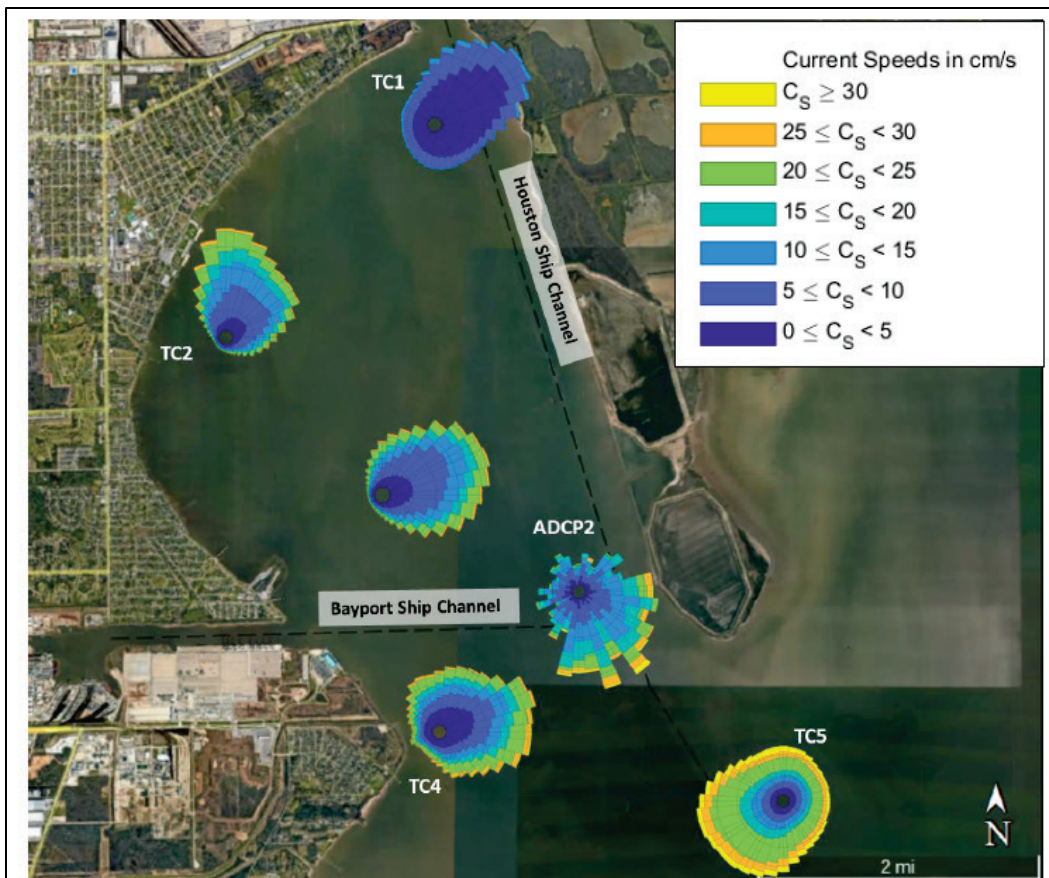 TC1
Current Speeds in cm/s
C_S ≥ 30
25 ≤ C_S < 30
20 ≤ C_S < 25
15 ≤ C_S < 20
10 ≤ C_S < 15
5 ≤ C_S < 10
0 ≤ C_S < 5
Houston Ship Channel
TC2
ADCP2
Bayport Ship Channel
TC4
TC5
N
2 mi